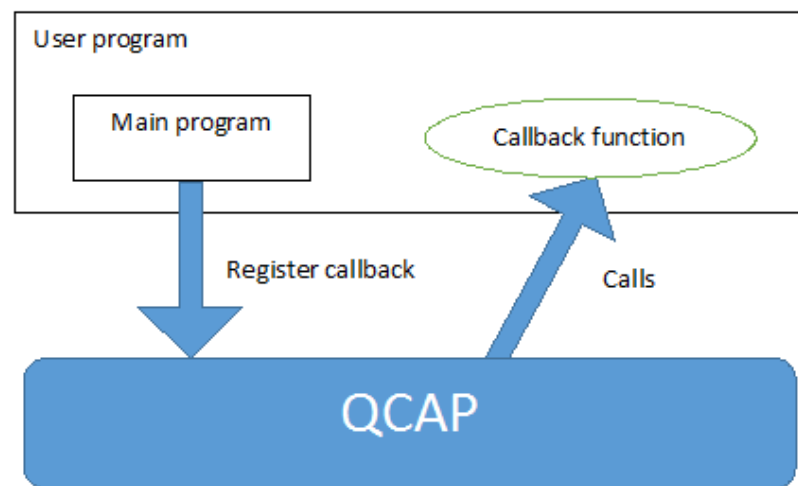 User program
Main program
Callback function
Register callback
Calls
QCAP